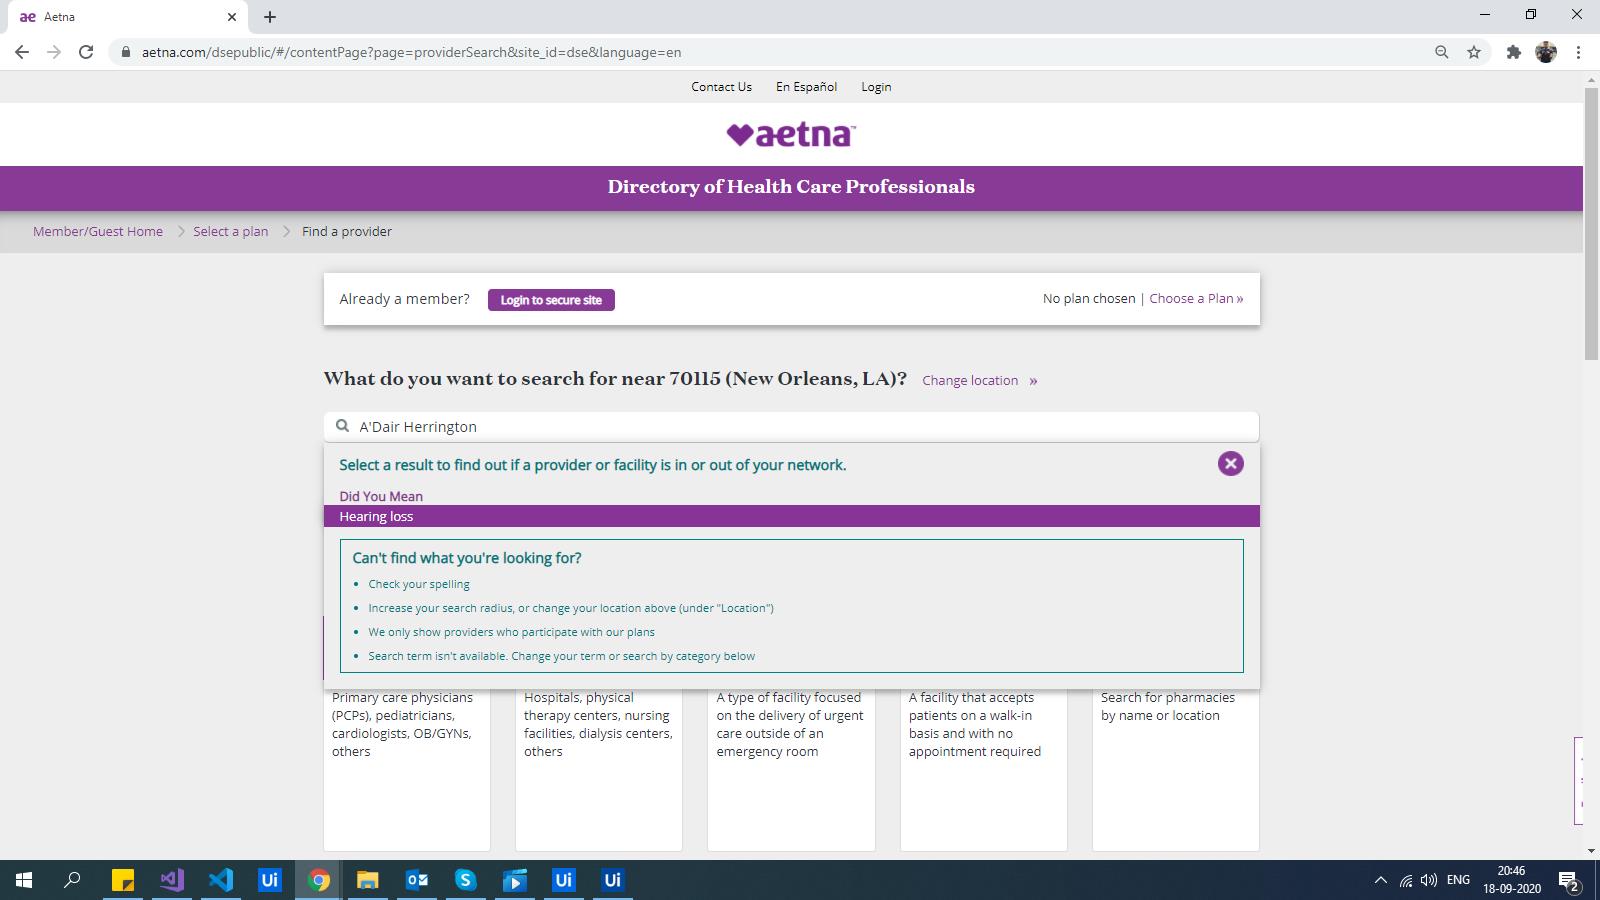 ae Aetna
aetna.com/dsepublic/#/contentPage?page=providerSearch&site_id=dse&language=en
Contact Us En Español Login
aetna™
Directory of Health Care Professionals
Member/Guest Home Select a plan Find a provider
Already a member? Login to secure site No plan chosen | Choose a Plan »
What do you want to search for near 70115 (New Orleans, LA)? Change location »
A'Dair Herrington
Select a result to find out if a provider or facility is in or out of your network.
Did You Mean
Hearing loss
Can't find what you're looking for?
• Check your spelling
• Increase your search radius, or change your location above (under "Location")
• We only show providers who participate with our plans
• Search term isn't available. Change your term or search by category below
Primary care physicians
(PCPs), pediatricians,
cardiologists, OB/GYNs,
others
Hospitals, physical
therapy centers, nursing
facilities, dialysis centers,
others
A type of facility focused
on the delivery of urgent
care outside of an
emergency room
A facility that accepts
patients on a walk-in
basis and with no
appointment required
Search for pharmacies
by name or location
Ui Ui Ui
ENG
20:46
18-09-2020
2